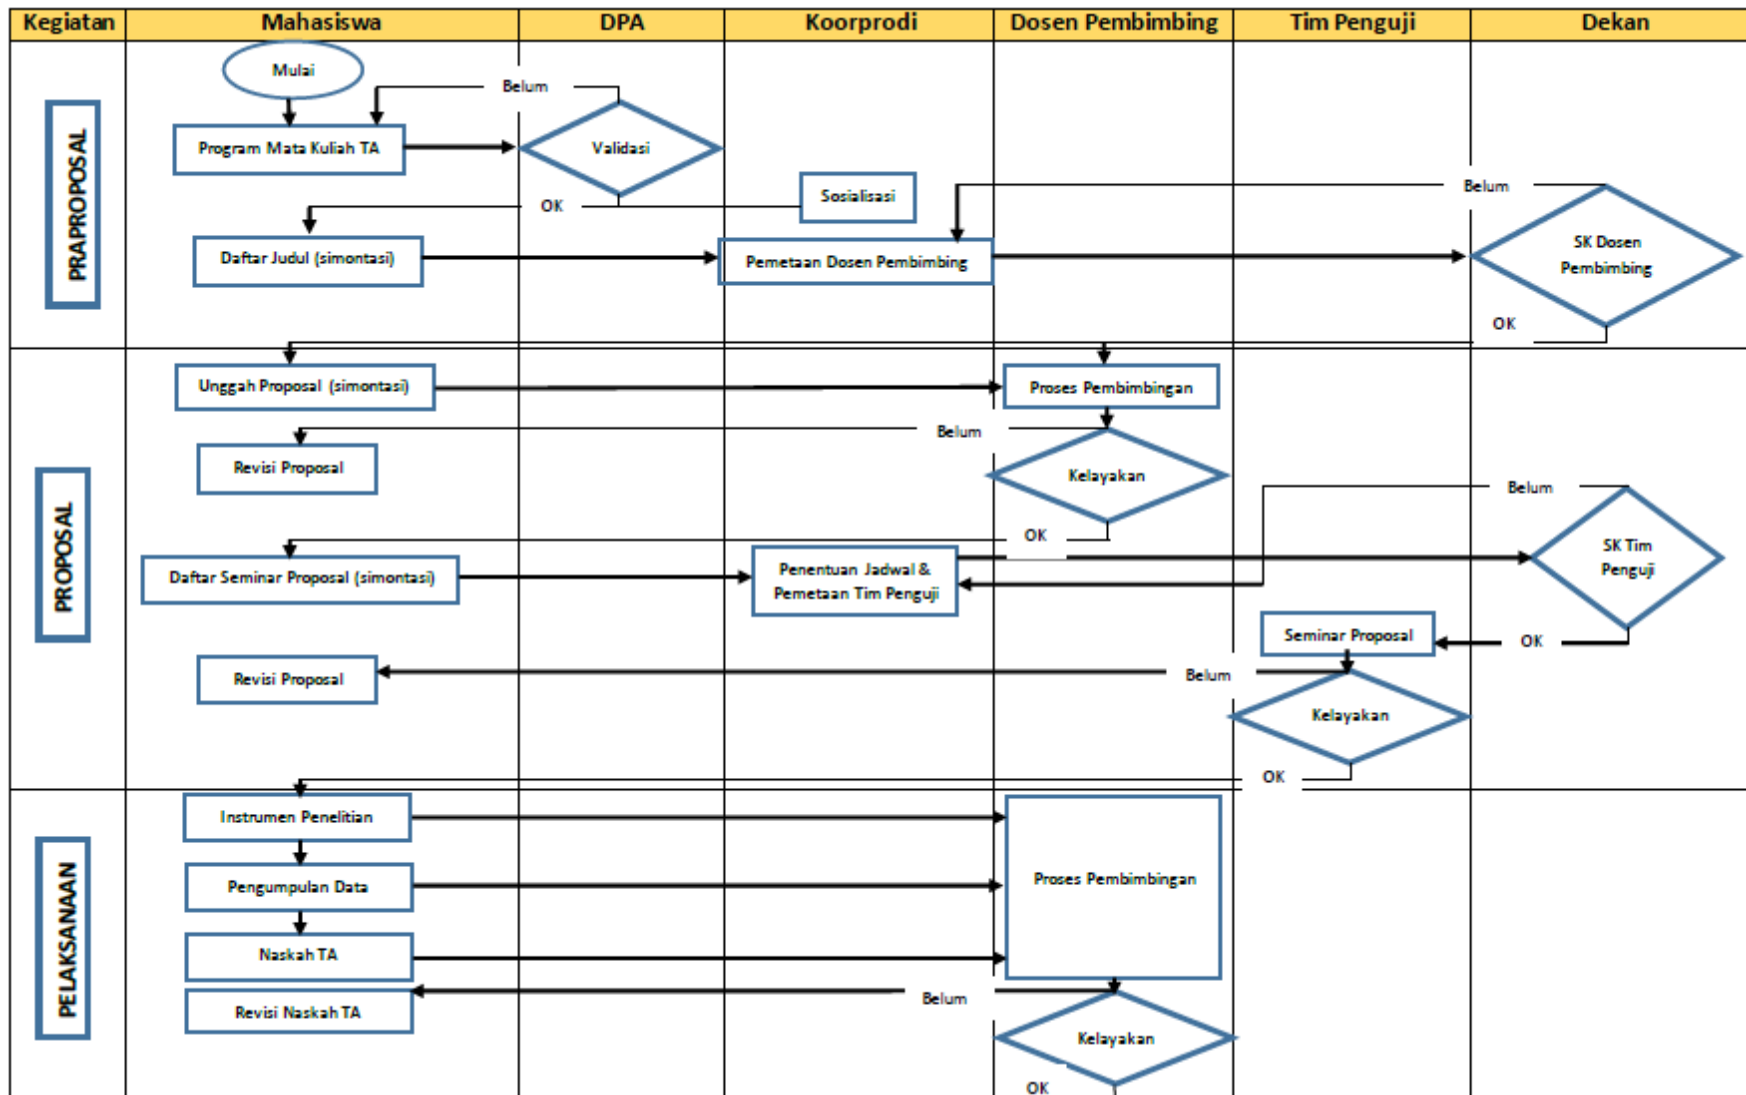 Kegiatan Mahasiswa DPA Koorprodi Dosen Pembimbing Tim Penguji Dekan
PRAPROPOSAL
Mulai
Belum
Program Mata Kuliah TA
Validasi
Sosialisasi
Belum
OK
Daftar Judul (simontasi)
Pemetaan Dosen Pembimbing
SK Dosen
Pembimbing
OK
PROPOSAL
Unggah Proposal (simontasi)
Proses Pembimbingan
Belum
Revisi Proposal
Kelayakan
Belum
OK
Daftar Seminar Proposal (simontasi)
Penentuan Jadwal &
Pemetaan Tim Penguji
SK Tim
Penguji
Seminar Proposal
OK
Revisi Proposal
Belum
Kelayakan
OK
PELAKSANAAN
Instrumen Penelitian
Pengumpulan Data
Proses Pembimbingan
Naskah TA
Belum
Revisi Naskah TA
Kelayakan
OK